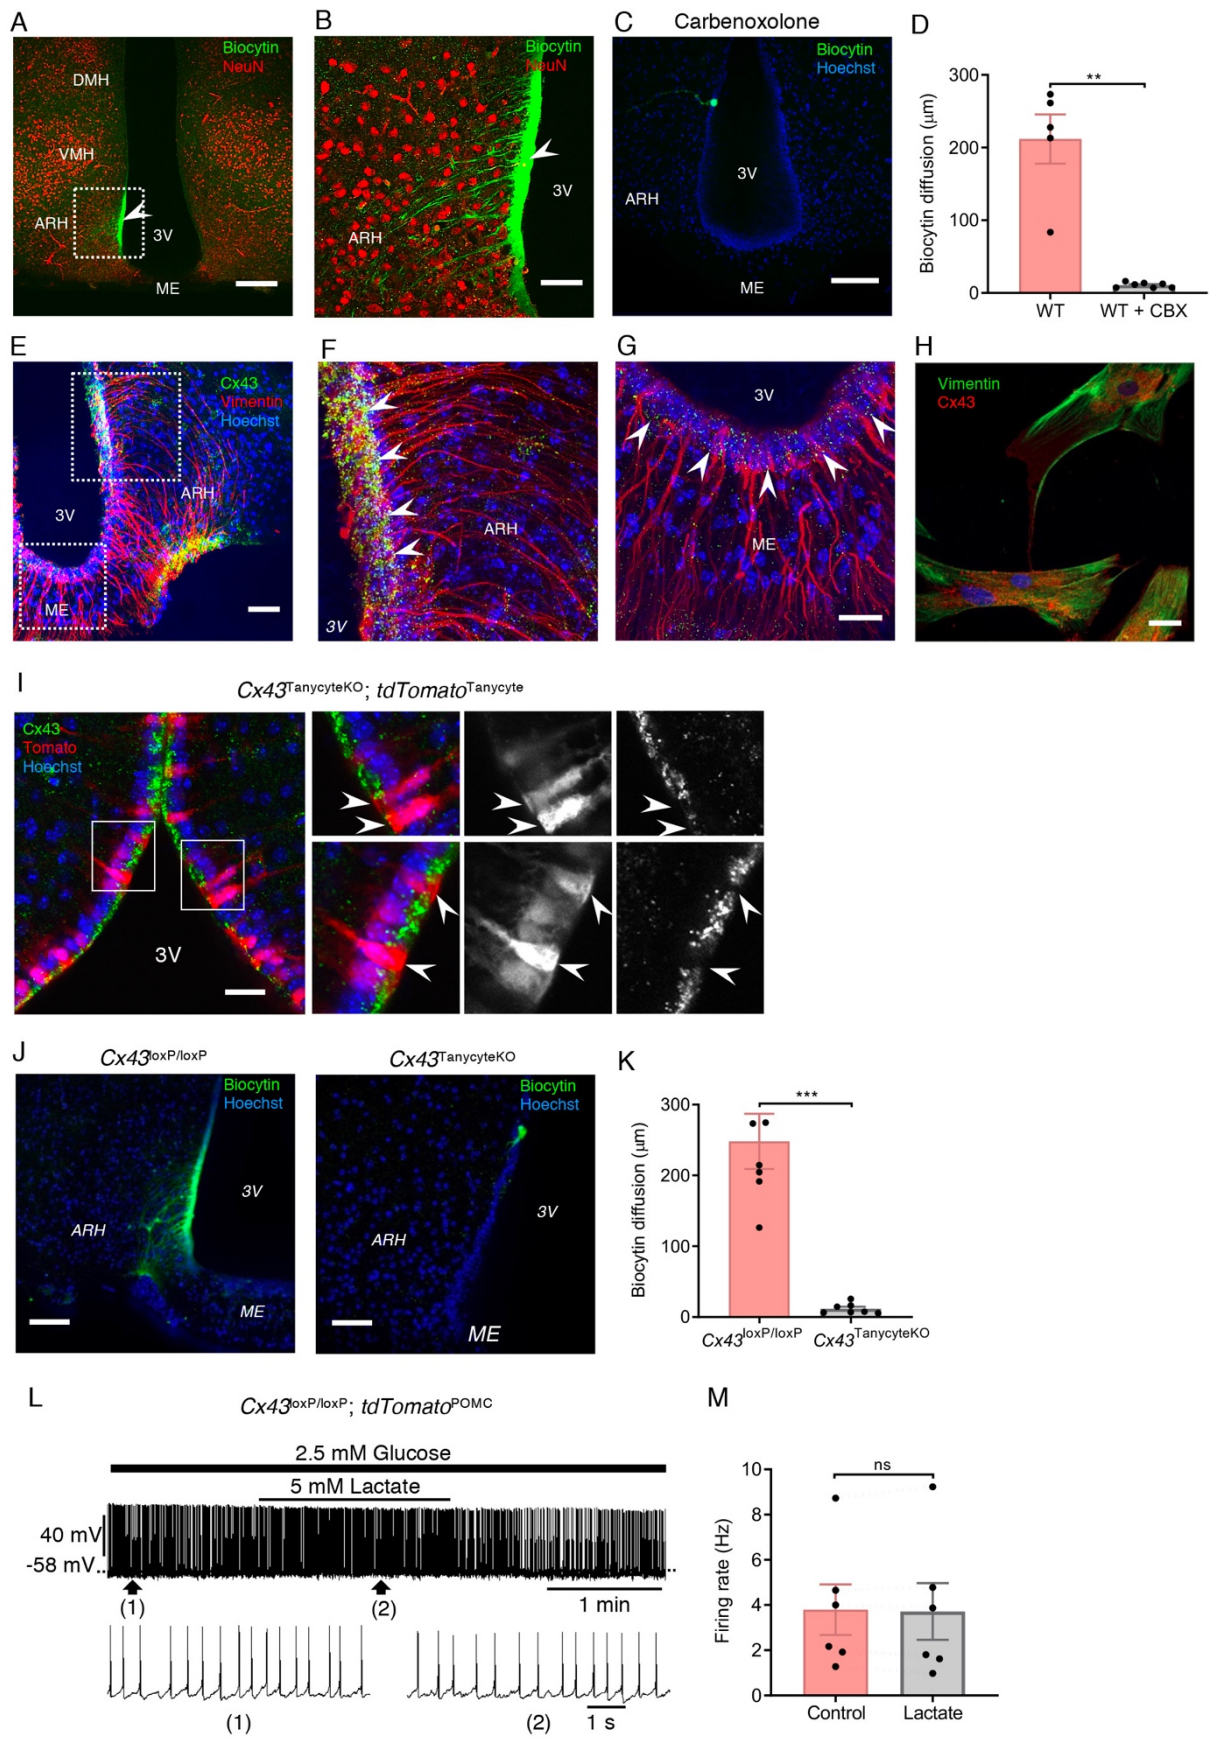 A
Biocytin
NeuN
DMH
VMH
ARH
3V
ME
B
Biocytin
NeuN
3V
ARH
C
Carbenoxolone
Biocytin
Hoechst
3V
ARH
ME
D
Biocytin diffusion (μm)
300
200
100
0
**
WT
WT + CBX
E
Cx43
Vimentin
Hoechst
ARH
3V
ME
F
ARH
3V
G
3V
ME
H
Vimentin
Cx43
I
Cx43TanycyteKO; tdTomatoTanycyte
Cx43
Tomato
Hoechst
3V
J
Cx43loxP/loxP
Biocytin
Hoechst
3V
ARH
ME
Cx43TanycyteKO
Biocytin
Hoechst
3V
ARH
ME
K
Biocytin diffusion (μm)
300
200
100
0
***
Cx43loxP/loxP
Cx43TanycyteKO
L
Cx43loxP/loxP; tdTomatoPOMC
2.5 mM Glucose
5 mM Lactate
40 mV
-58 mV
(1)
(2)
1 min
(1)
(2)
1 s
M
Firing rate (Hz)
10
8
6
4
2
0
ns
Control
Lactate